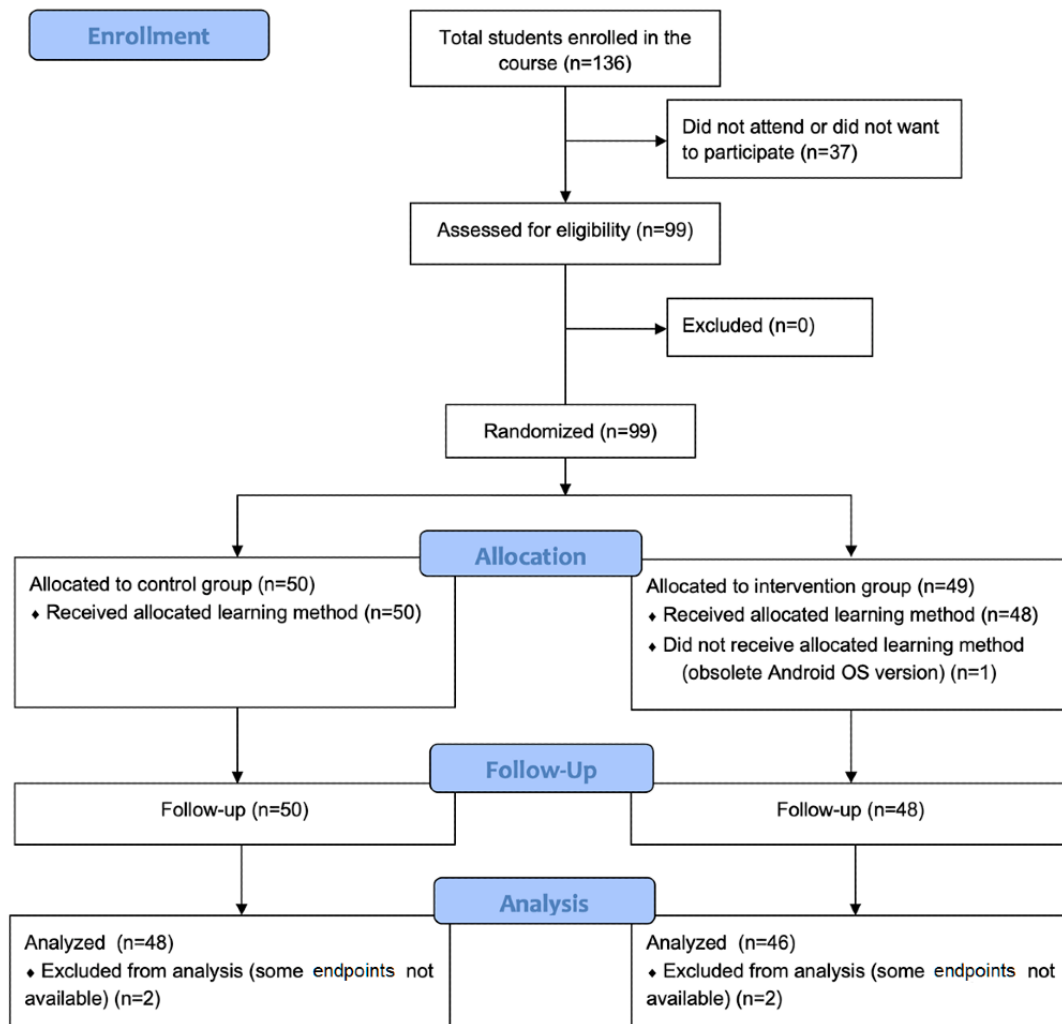 Enrollment
Total students enrolled in the
course (n=136)
Did not attend or did not want
to participate (n=37)
Assessed for eligibility (n=99)
Excluded (n=0)
Randomized (n=99)
Allocation
Allocated to control group (n=50)
♦ Received allocated learning method (n=50)
Allocated to intervention group (n=49)
♦ Received allocated learning method (n=48)
♦ Did not receive allocated learning method
(obsolete Android OS version) (n=1)
Follow-Up
Follow-up (n=50)
Follow-up (n=48)
Analysis
Analyzed (n=48)
♦ Excluded from analysis (some endpoints not
available) (n=2)
Analyzed (n=46)
♦ Excluded from analysis (some endpoints not
available) (n=2)